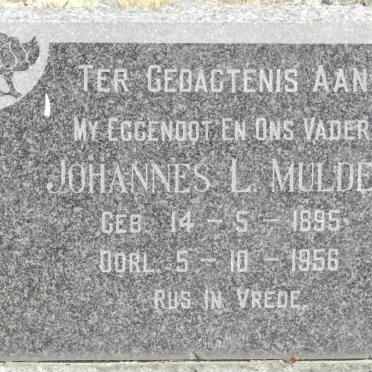 TER GEDAGTENIS AAN
MY EGGENOOT EN ONS VADER
JOHANNES L. MULDE
GEB. 14 - 5 - 1895
OORL. 5 - 10 - 1956
RUS IN VREDE.